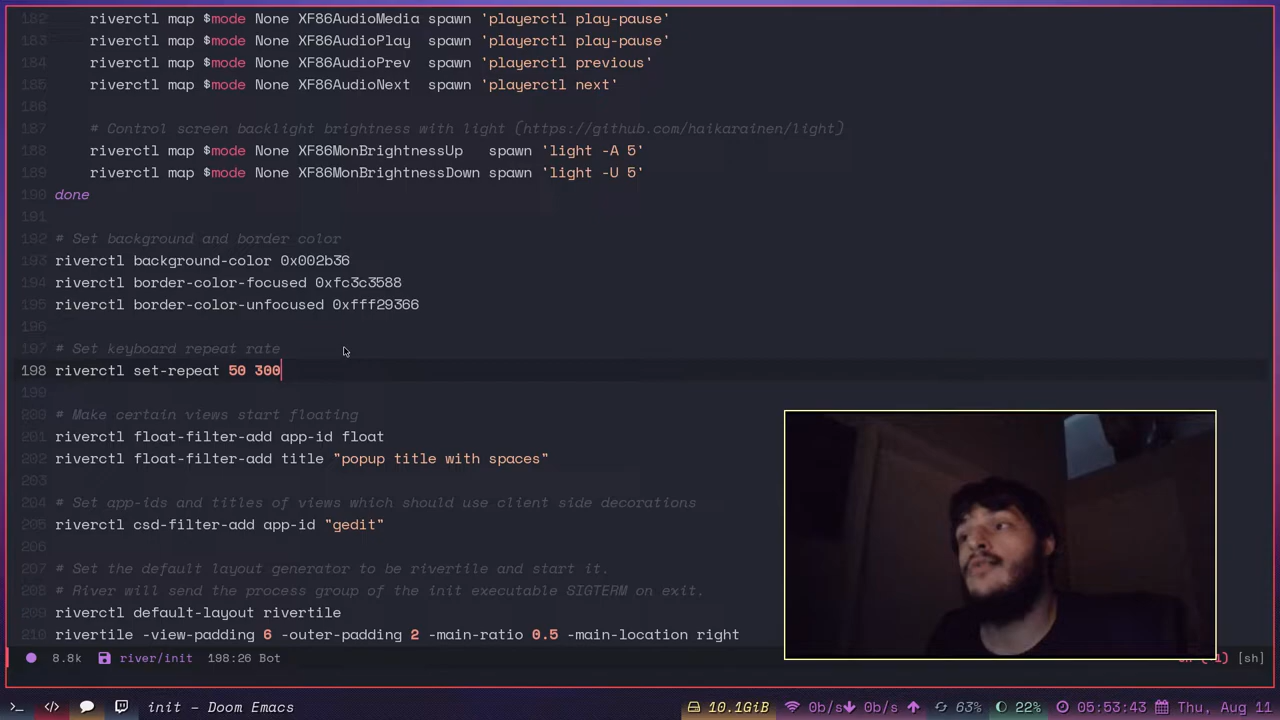 182 riverctl map $mode None XF86AudioMedia spawn 'playerctl play-pause'
183 riverctl map $mode None XF86AudioPlay  spawn 'playerctl play-pause'
184 riverctl map $mode None XF86AudioPrev  spawn 'playerctl previous'
185 riverctl map $mode None XF86AudioNext  spawn 'playerctl next'
186
187 # Control screen backlight brightness with light (https://github.com/haikarainen/light)
188 riverctl map $mode None XF86MonBrightnessUp   spawn 'light -A 5'
189 riverctl map $mode None XF86MonBrightnessDown spawn 'light -U 5'
190 done
191
192 # Set background and border color
193 riverctl background-color 0x002b36
194 riverctl border-color-focused 0xfc3c3588
195 riverctl border-color-unfocused 0xfff29366
196
197 # Set keyboard repeat rate
198 riverctl set-repeat 50 300
199
200 # Make certain views start floating
201 riverctl float-filter-add app-id float
202 riverctl float-filter-add title "popup title with spaces"
203
204 # Set app-ids and titles of views which should use client side decorations
205 riverctl csd-filter-add app-id "gedit"
206
207 # Set the default layout generator to be rivertile and start it.
208 # River will send the process group of the init executable SIGTERM on exit.
209 riverctl default-layout rivertile
210 rivertile -view-padding 6 -outer-padding 2 -main-ratio 0.5 -main-location right
8.8k river/init 198:26 Bot [sh]
init – Doom Emacs 10.1GiB 0b/s 0b/s 63% 22% 05:53:43 Thu, Aug 11